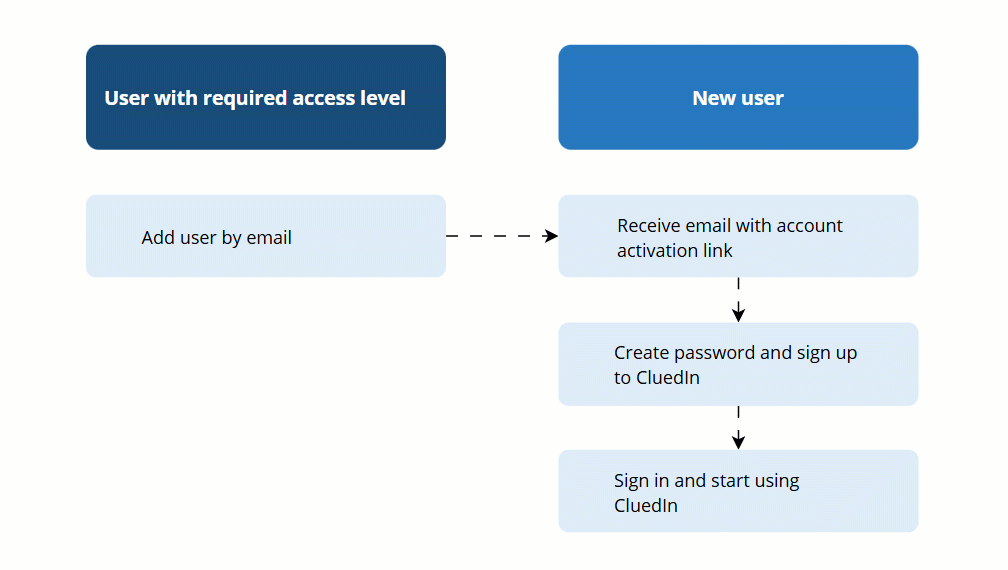 User with required access level
New user
Add user by email
Receive email with account
activation link
Create password and sign up
to CluedIn
Sign in and start using
CluedIn